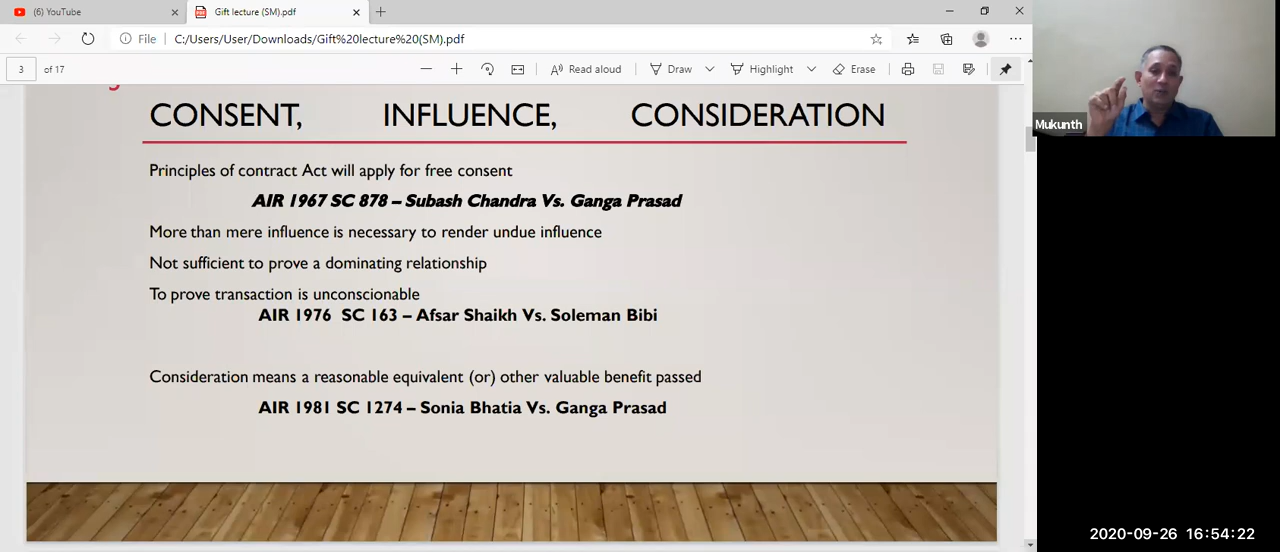 (6) YouTube
Gift lecture (SM).pdf
File C:/Users/User/Downloads/Gift%20lecture%20(SM).pdf
3 of 17 Read aloud Draw Highlight Erase
CONSENT, INFLUENCE, CONSIDERATION
Principles of contract Act will apply for free consent
AIR 1967 SC 878 – Subash Chandra Vs. Ganga Prasad
More than mere influence is necessary to render undue influence
Not sufficient to prove a dominating relationship
To prove transaction is unconscionable
AIR 1976 SC 163 – Afsar Shaikh Vs. Soleman Bibi
Consideration means a reasonable equivalent (or) other valuable benefit passed
AIR 1981 SC 1274 – Sonia Bhatia Vs. Ganga Prasad
Mukunth
2020-09-26 16:54:22